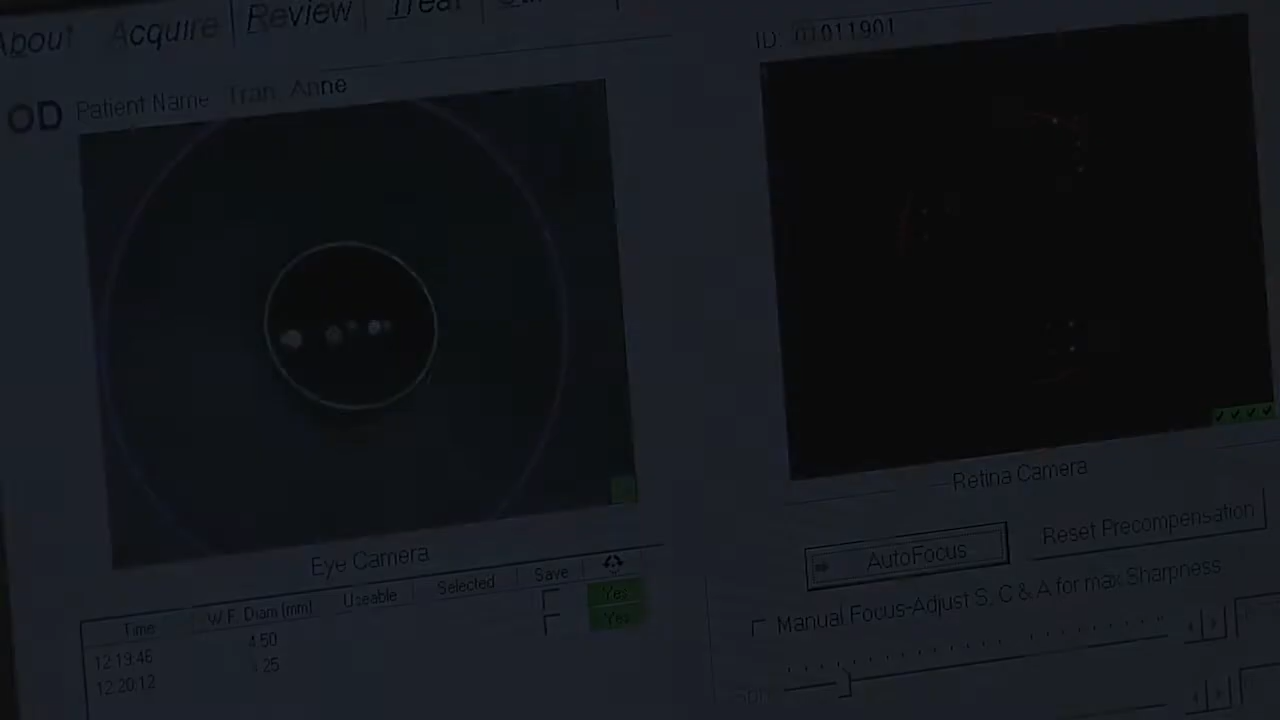 About Acquire Review Treat
ID: 01011901
OD Patient Name Tran, Anne
Eye Camera
Retina Camera
AutoFocus Reset Precompensation
Manual Focus-Adjust S, C & A for max Sharpness
Time W.F. Diam (mm) Useable Selected Save
12:19:46 4.50 Yes
12:20:12 .25 Yes